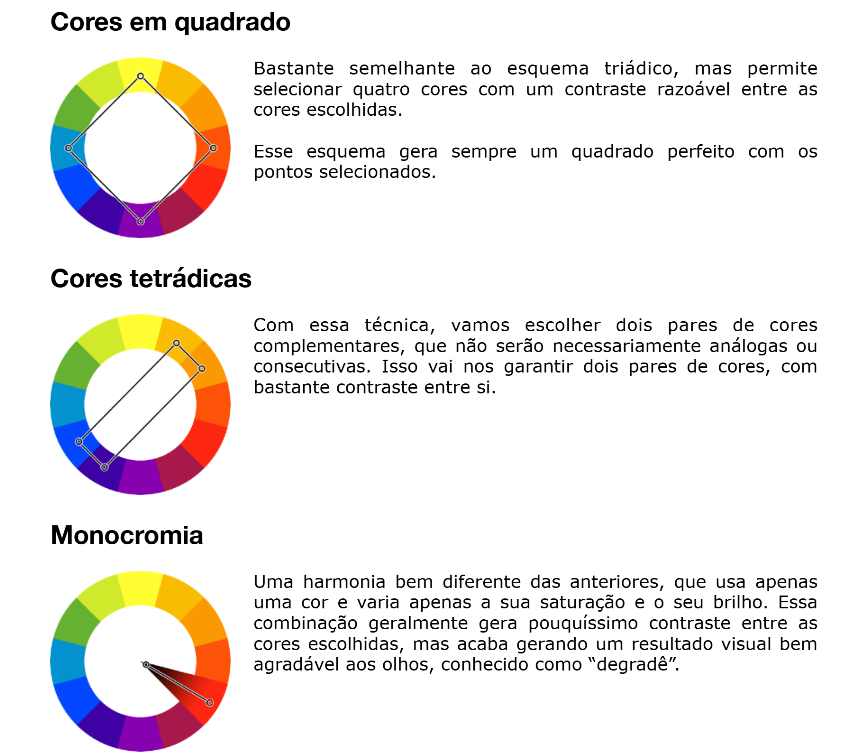 Cores em quadrado
Bastante semelhante ao esquema triádico, mas permite
selecionar quatro cores com um contraste razoável entre as
cores escolhidas.
Esse esquema gera sempre um quadrado perfeito com os
pontos selecionados.
Cores tetrádicas
Com essa técnica, vamos escolher dois pares de cores
complementares, que não serão necessariamente análogas ou
consecutivas. Isso vai nos garantir dois pares de cores, com
bastante contraste entre si.
Monocromia
Uma harmonia bem diferente das anteriores, que usa apenas
uma cor e varia apenas a sua saturação e o seu brilho. Essa
combinação geralmente gera pouquíssimo contraste entre as
cores escolhidas, mas acaba gerando um resultado visual bem
agradável aos olhos, conhecido como “degradê”.